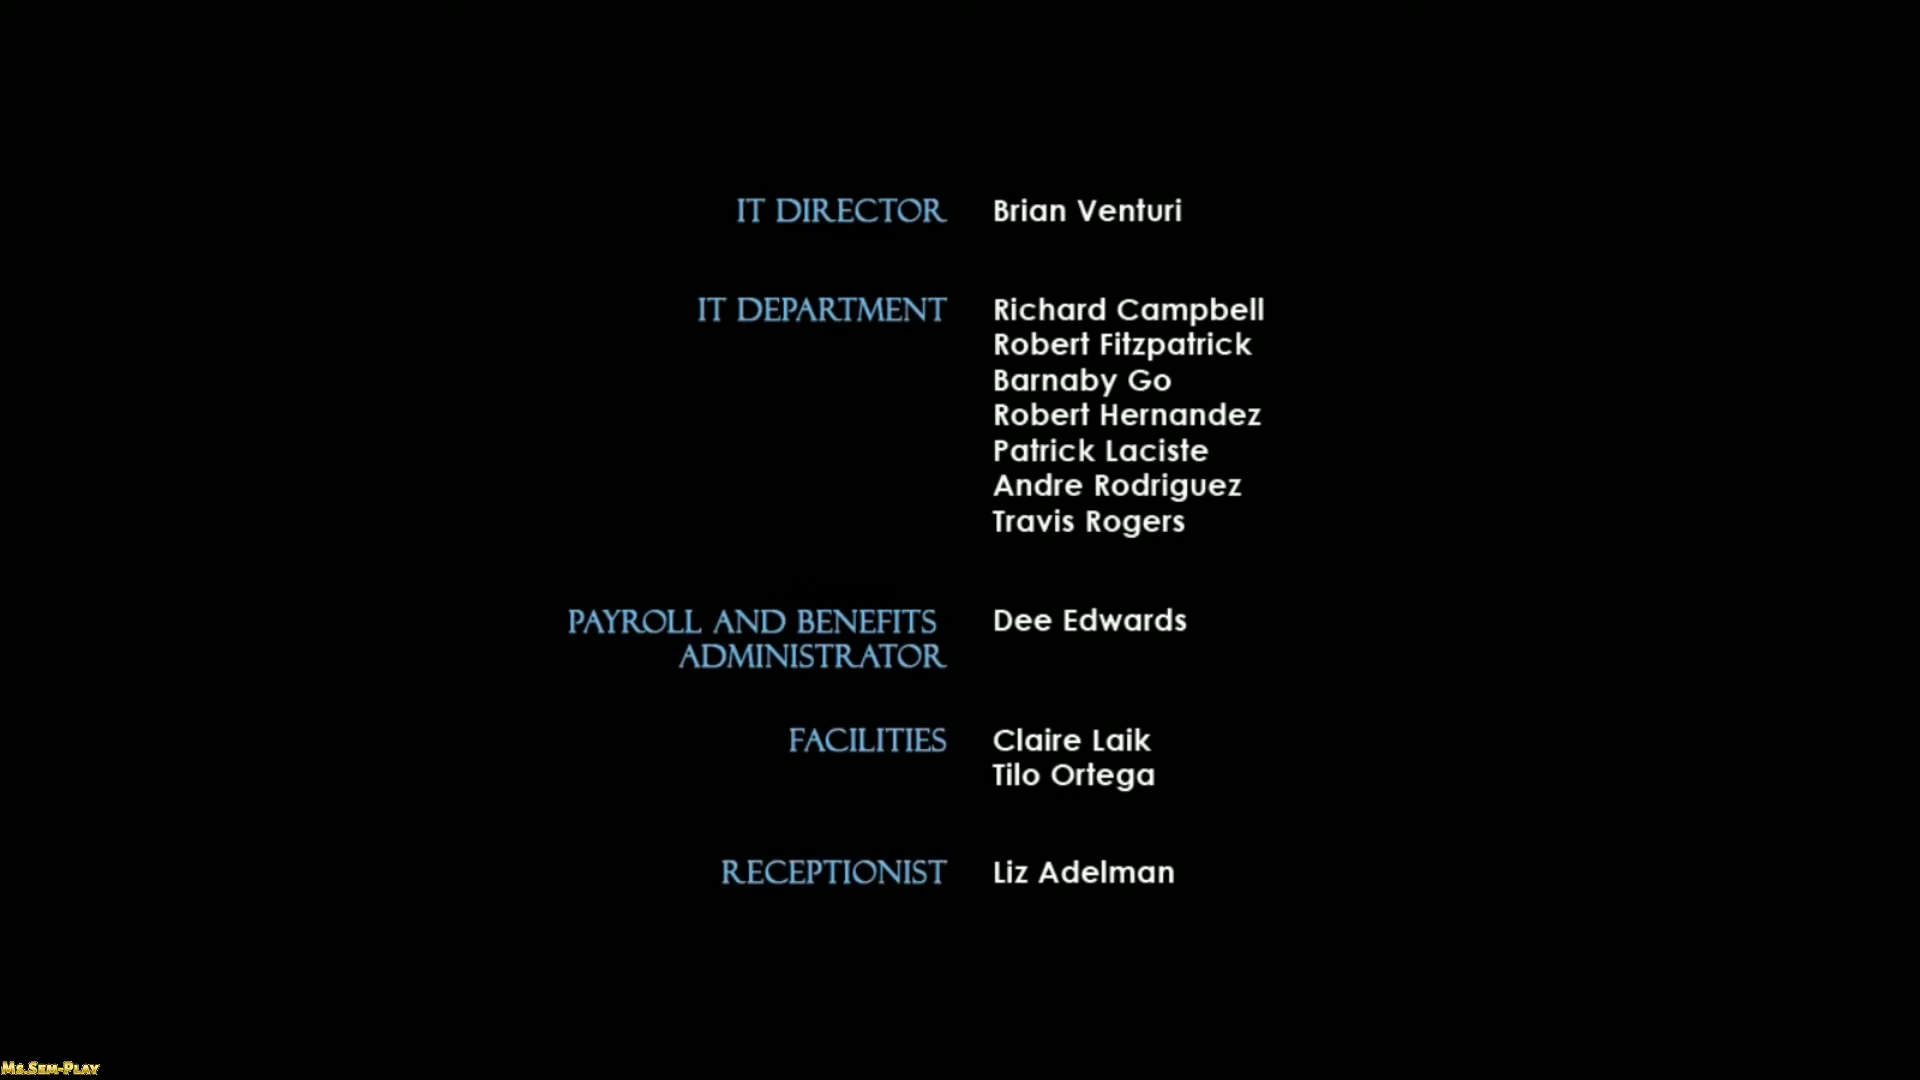 IT DIRECTOR Brian Venturi
IT DEPARTMENT Richard Campbell
Robert Fitzpatrick
Barnaby Go
Robert Hernandez
Patrick Laciste
Andre Rodriguez
Travis Rogers
PAYROLL AND BENEFITS Dee Edwards
ADMINISTRATOR
FACILITIES Claire Laik
Tilo Ortega
RECEPTIONIST Liz Adelman
Ms.Sem-Play